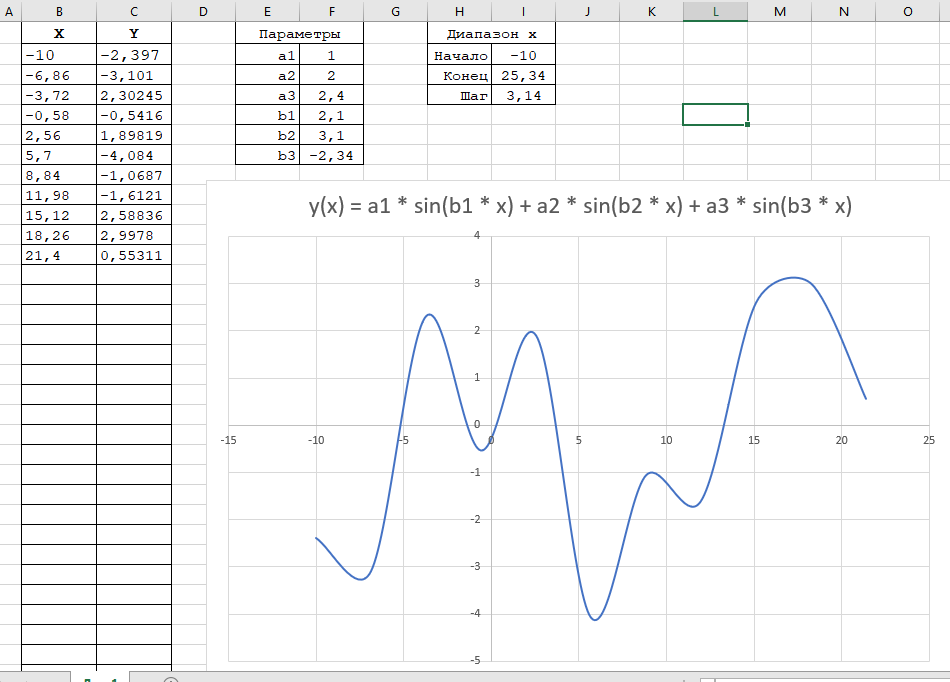 A B C D E F G H I J K L M N O
X Y Параметры Диапазон x
-10 -2,397 a1 1 Начало -10
-6,86 -3,101 a2 2 Конец 25,34
-3,72 2,30245 a3 2,4 Шаг 3,14
-0,58 -0,5416 b1 2,1
2,56 1,89819 b2 3,1
5,7 -4,084 b3 -2,34
8,84 -1,0687
11,98 -1,6121
15,12 2,58836
18,26 2,9978
21,4 0,55311
y(x) = a1 * sin(b1 * x) + a2 * sin(b2 * x) + a3 * sin(b3 * x)
4
3
2
1
0
-15 -10 -5 0 5 10 15 20 25
-1
-2
-3
-4
-5